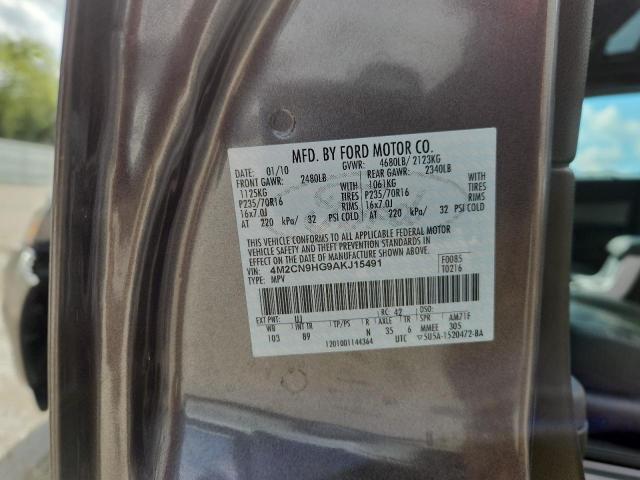 MFD. BY FORD MOTOR CO.
DATE: 01/10 GVWR: 4680LB/ 2123KG
FRONT GAWR: 2480LB REAR GAWR: 2340LB
1125KG WITH 1061KG WITH
P235/70R16 TIRES P235/70R16 TIRES
16x7.0J RIMS 16x7.0J RIMS
AT 220 kPa/ 32 PSI COLD AT 220 kPa/ 32 PSI COLD
THIS VEHICLE CONFORMS TO ALL APPLICABLE FEDERAL MOTOR
VEHICLE SAFETY AND THEFT PREVENTION STANDARDS IN
EFFECT ON THE DATE OF MANUFACTURE SHOWN ABOVE.
VIN: 4M2CN9HG9AKJ15491 F0085
TYPE: MPV T0216
EXT PNT: UJ RC: 42 DSO:
WB INT TR TP/PS R AXLE TR SPR AM71F
103 B9 N 35 6 MMEE 305
1201001144364 UTC ▽5U5A-1520472-BA